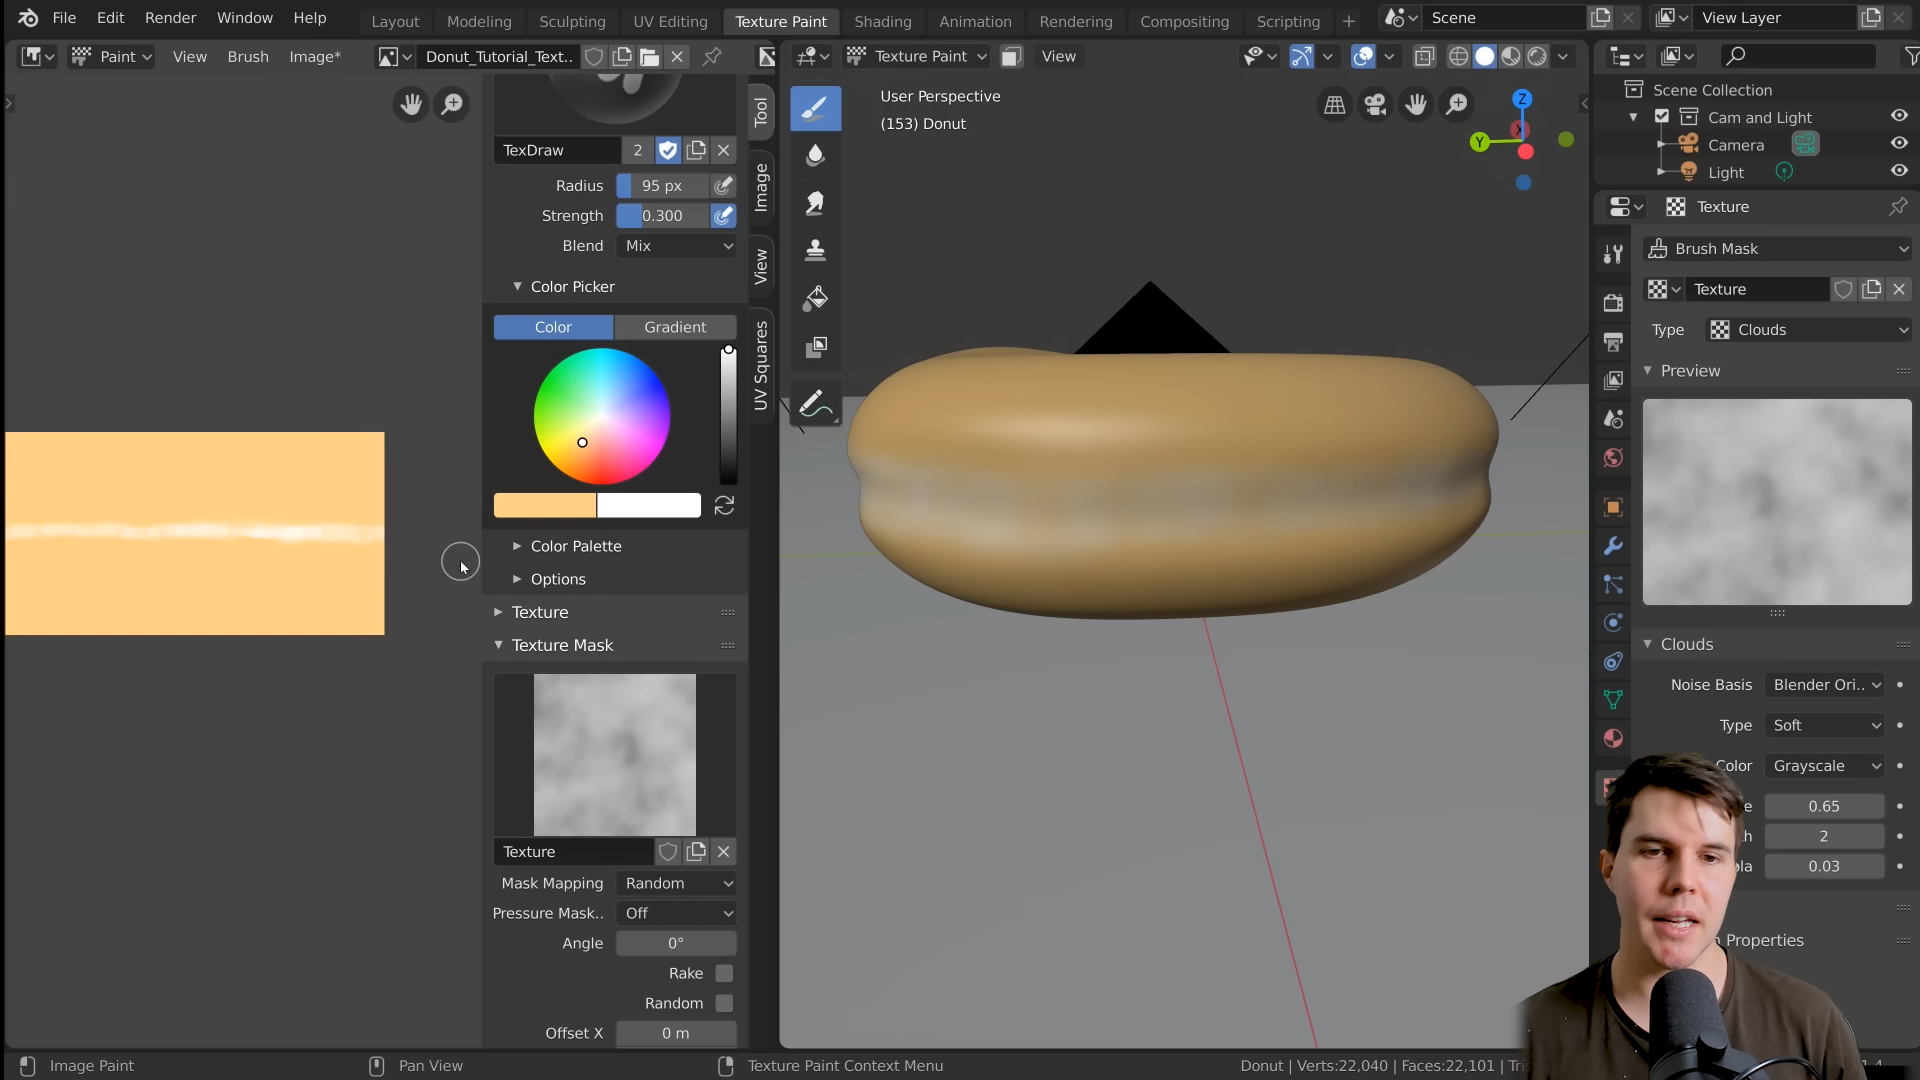 File Edit Render Window Help
Layout Modeling Sculpting UV Editing Texture Paint Shading Animation Rendering Compositing Scripting +
Scene
View Layer
Paint View Brush Image*
Donut_Tutorial_Text..
Texture Paint View
User Perspective
(153) Donut
Z
Y
X
Scene Collection
Cam and Light
Camera
Light
Tool
Image
View
UV Squares
TexDraw 2
Radius 95 px
Strength 0.300
Blend Mix
Color Picker
Color Gradient
Color Palette
Options
Texture
Texture Mask
Texture
Mask Mapping Random
Pressure Mask.. Off
Angle 0°
Rake
Random
Offset X 0 m
Texture
Brush Mask
Texture
Type Clouds
Preview
Clouds
Noise Basis Blender Ori..
Type Soft
Color Grayscale
0.65
2
0.03
Properties
Image Paint
Pan View
Texture Paint Context Menu
Donut | Verts:22,040 | Faces:22,101 |